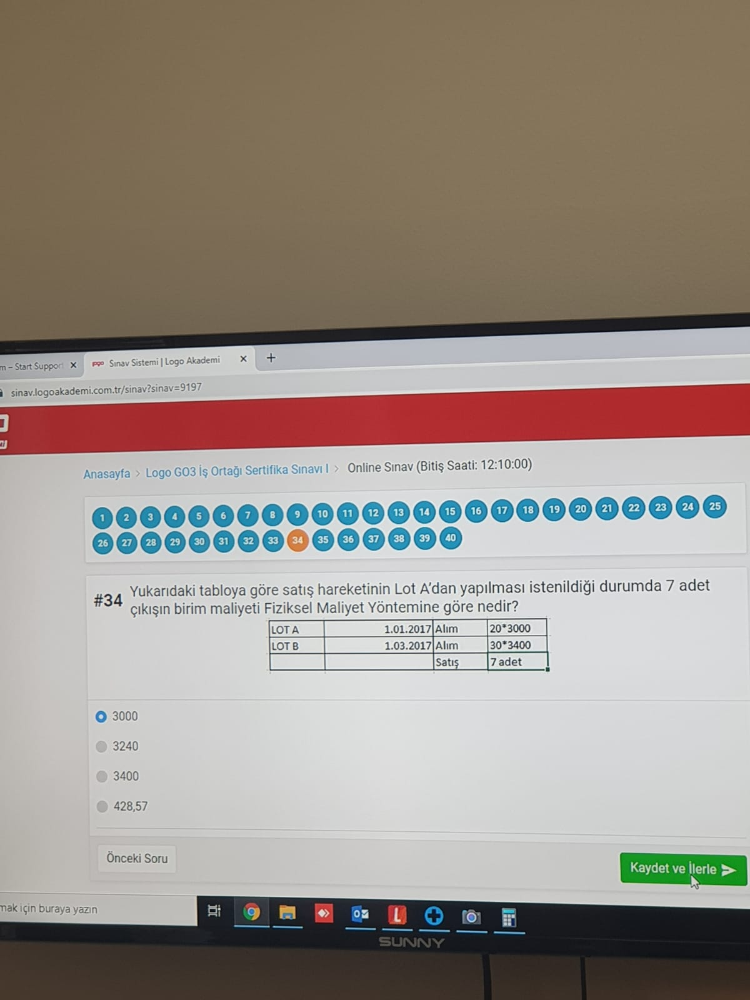 m – Start Support
Sınav Sistemi | Logo Akademi
sinav.logoakademi.com.tr/sinav?sinav=9197
Anasayfa > Logo GO3 İş Ortağı Sertifika Sınavı I > Online Sınav (Bitiş Saati: 12:10:00)
1 2 3 4 5 6 7 8 9 10 11 12 13 14 15 16 17 18 19 20 21 22 23 24 25
26 27 28 29 30 31 32 33 34 35 36 37 38 39 40
#34 Yukarıdaki tabloya göre satış hareketinin Lot A'dan yapılması istenildiği durumda 7 adet
çıkışın birim maliyeti Fiziksel Maliyet Yöntemine göre nedir?
LOT A 1.01.2017 Alım 20*3000
LOT B 1.03.2017 Alım 30*3400
Satış 7 adet
3000
3240
3400
428,57
Önceki Soru
Kaydet ve İlerle
mak için buraya yazın
SUNNY